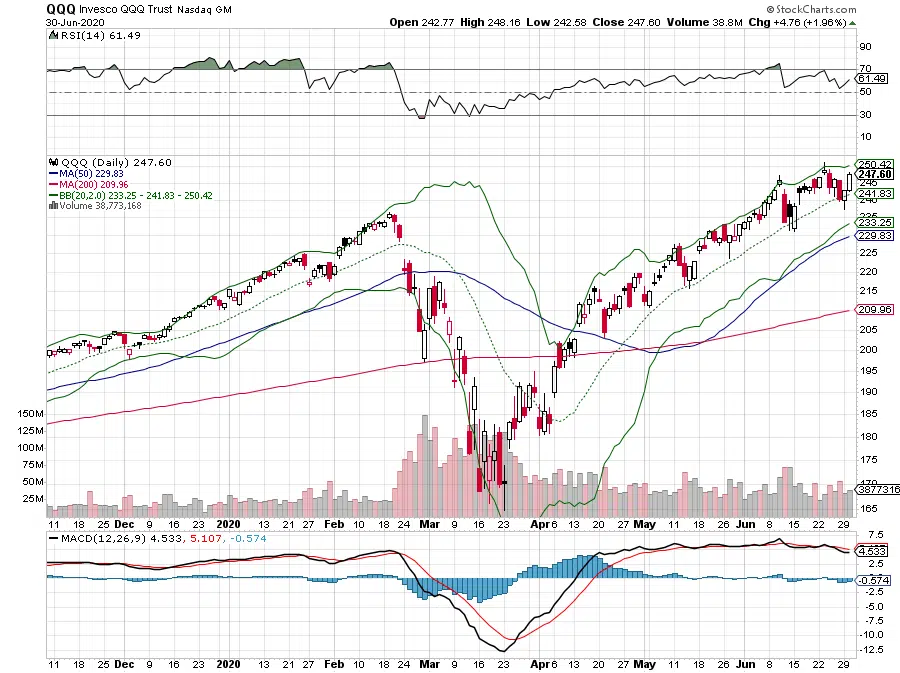 QQQ Invesco QQQ Trust Nasdaq GM
© StockCharts.com
30-Jun-2020
Open 242.77 High 248.16 Low 242.58 Close 247.60 Volume 38.8M Chg +4.76 (+1.96%)
RSI(14) 61.49
90
70
61.49
50
30
10
QQQ (Daily) 247.60
MA(50) 229.83
MA(200) 209.96
BB(20,2.0) 233.25 - 241.83 - 250.42
Volume 38,773,168
250.42
247.60
245
241.83
240
235
233.25
229.83
225
220
215
209.96
205
200
195
190
185
180
175
170
165
150M
125M
100M
75M
50M
25M
3877316
11 18 25 Dec 9 16 23 2020 13 21 27 Feb 10 18 24 Mar 9 16 23 Apr 6 13 20 27 May 11 18 26 Jun 8 15 22 29
MACD(12,26,9) 4.533, 5.107, -0.574
7.5
4.533
2.5
-0.574
-2.5
-5.0
-7.5
-10.0
-12.5
11 18 25 Dec 9 16 23 2020 13 21 27 Feb 10 18 24 Mar 9 16 23 Apr 6 13 20 27 May 11 18 26 Jun 8 15 22 29